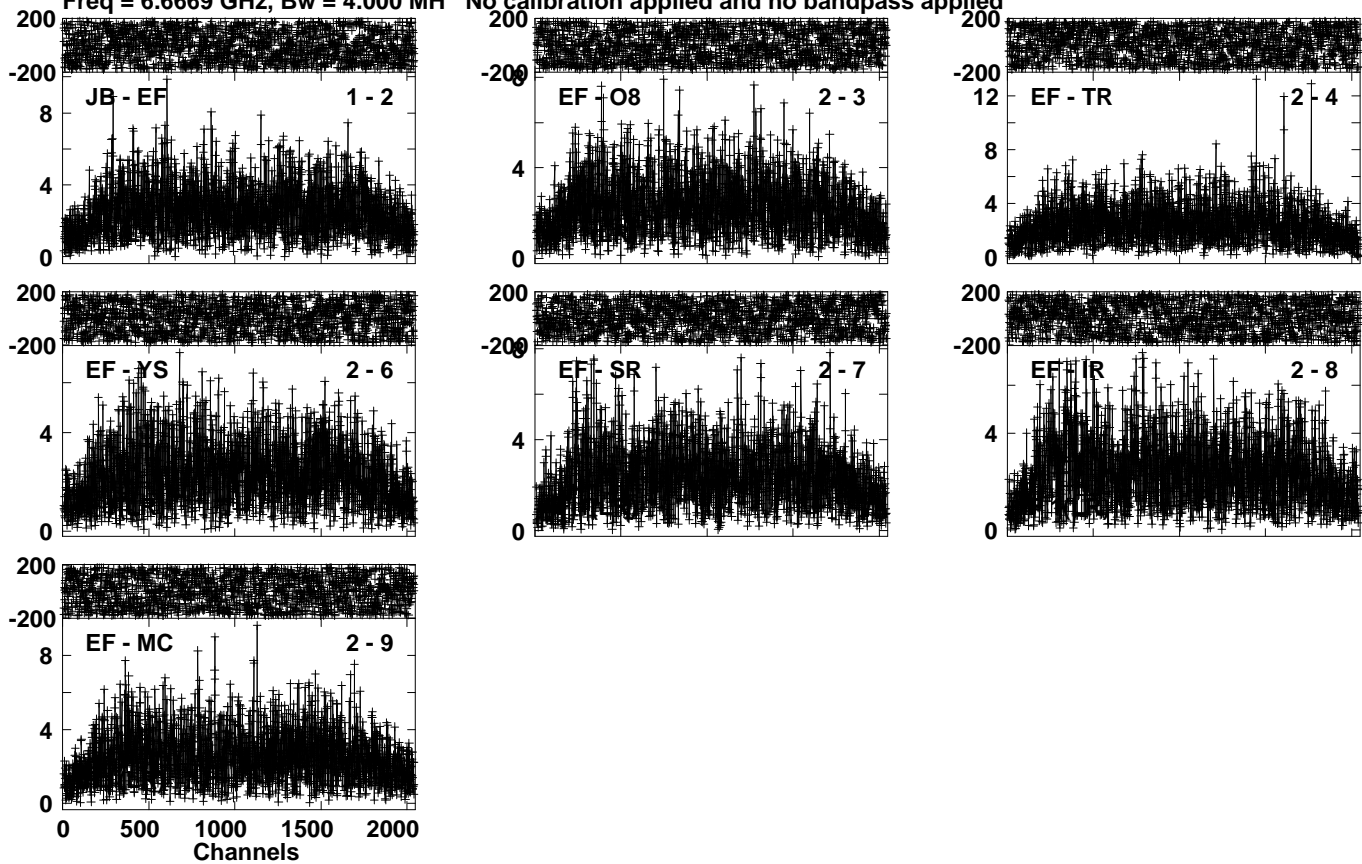 Freq = 6.6669 GHz, Bw = 4.000 MH No calibration applied and no bandpass applied
200 200 200
-200 -200 -200
JB - EF 1 - 2 EF - O8 2 - 3 EF - TR 2 - 4
8 8 12
4 4 8
0 0 4
0
200 200 200
-200 -200 -200
EF - YS 2 - 6 EF - SR 2 - 7 EF - IR 2 - 8
8
4 4 4
0 0 0
200
-200
EF - MC 2 - 9
8
4
0
0 500 1000 1500 2000
Channels